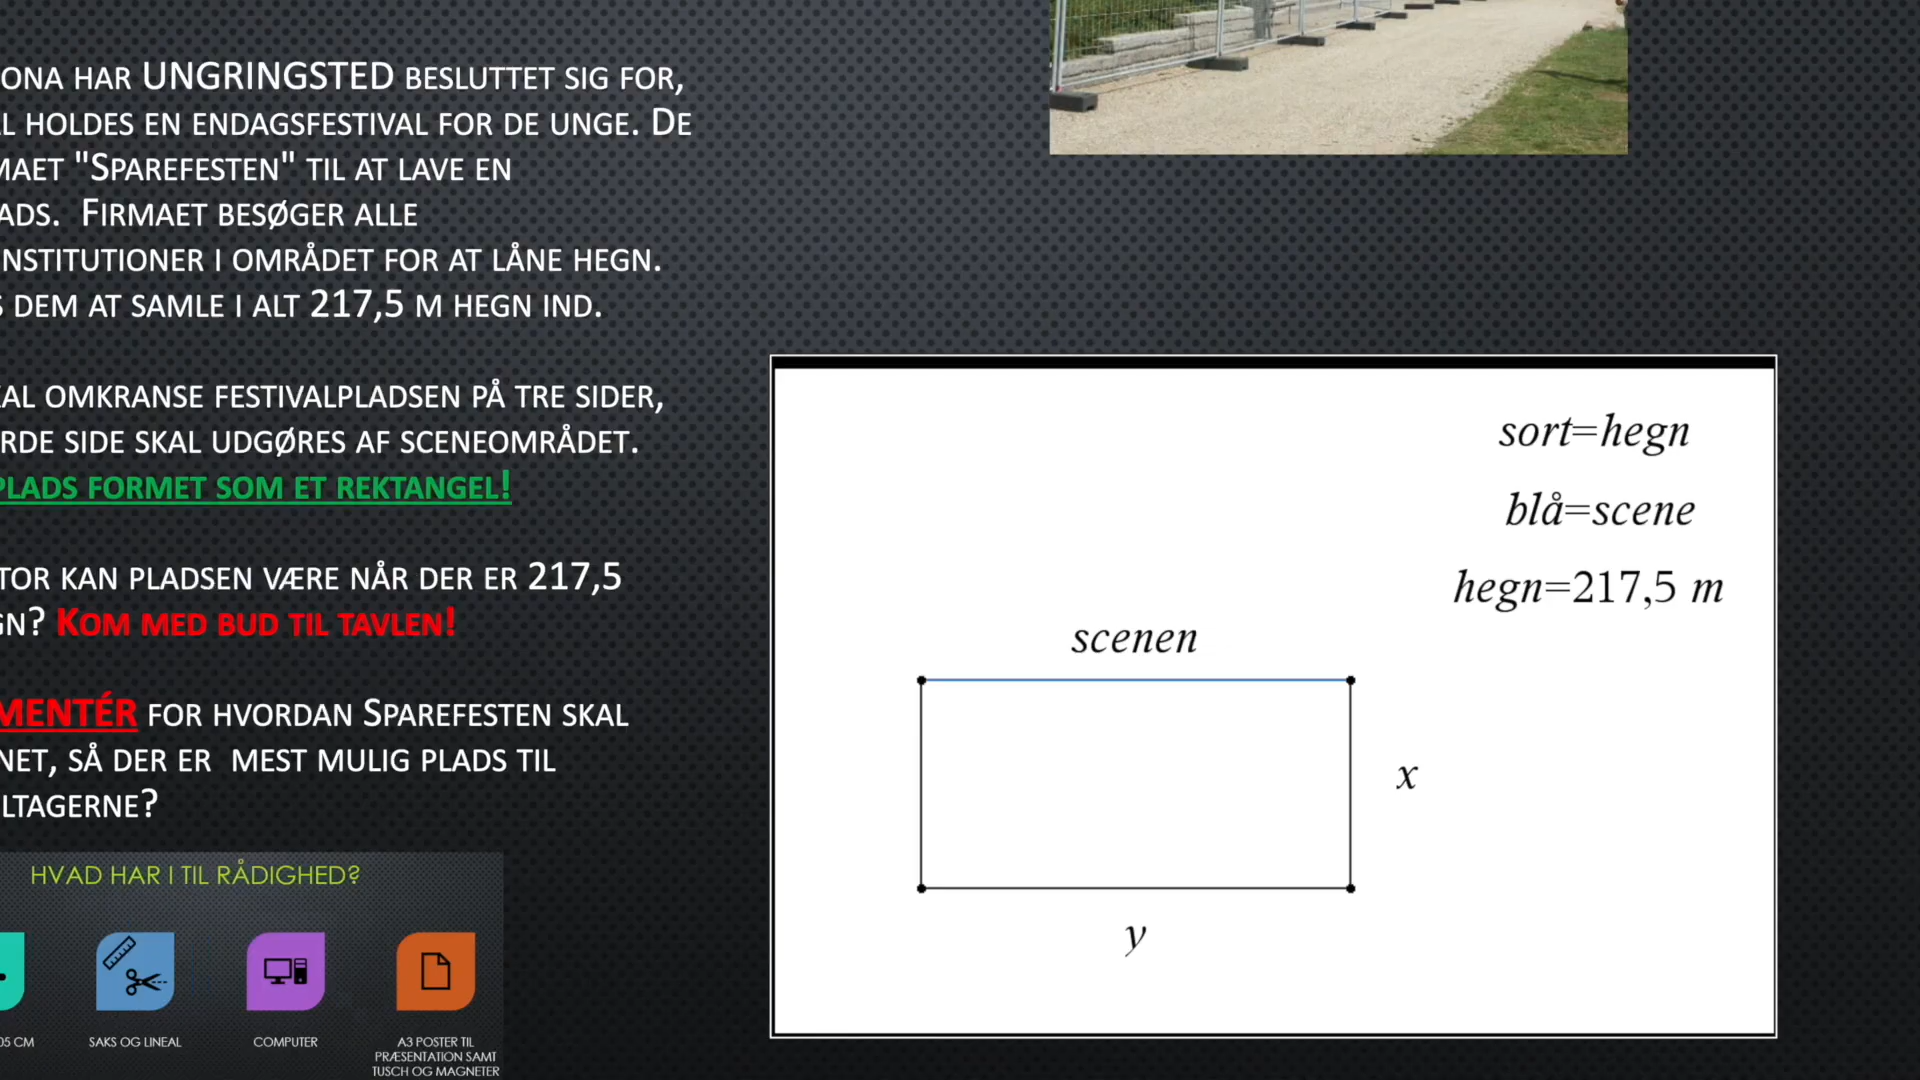 ONA HAR UNGRINGSTED BESLUTTET SIG FOR,
L HOLDES EN ENDAGSFESTIVAL FOR DE UNGE. DE
MAET "SPAREFESTEN" TIL AT LAVE EN
ADS. FIRMAET BESØGER ALLE
NSTITUTIONER I OMRÅDET FOR AT LÅNE HEGN.
S DEM AT SAMLE I ALT 217,5 M HEGN IND.
KAL OMKRANSE FESTIVALPLADSEN PÅ TRE SIDER,
RDE SIDE SKAL UDGØRES AF SCENEOMRÅDET.
PLADS FORMET SOM ET REKTANGEL!
TOR KAN PLADSEN VÆRE NÅR DER ER 217,5
GN? KOM MED BUD TIL TAVLEN!
MENTÉR FOR HVORDAN SPAREFESTEN SKAL
NET, SÅ DER ER MEST MULIG PLADS TIL
LTAGERNE?
HVAD HAR I TIL RÅDIGHED?
05 CM
SAKS OG LINEAL
COMPUTER
A3 POSTER TIL
PRÆSENTATION SAMT
TUSCH OG MAGNETER
sort=hegn
blå=scene
hegn=217,5 m
scenen
x
y